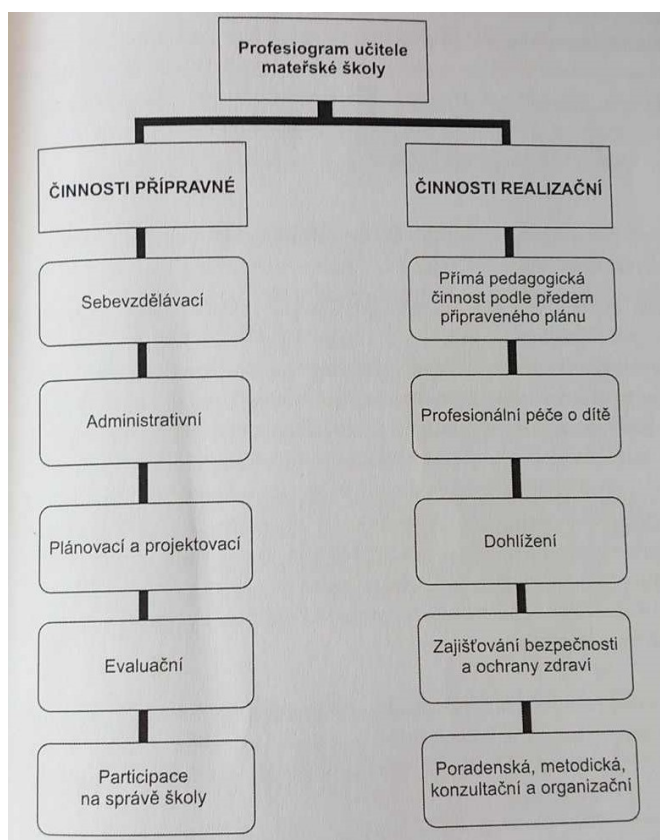 Profesiogram učitele
mateřské školy
ČINNOSTI PŘÍPRAVNÉ
Sebevzdělávací
Administrativní
Plánovací a projektovací
Evaluační
Participace
na správě školy
ČINNOSTI REALIZAČNÍ
Přímá pedagogická
činnost podle předem
připraveného plánu
Profesionální péče o dítě
Dohlížení
Zajišťování bezpečnosti
a ochrany zdraví
Poradenská, metodická,
konzultační a organizační